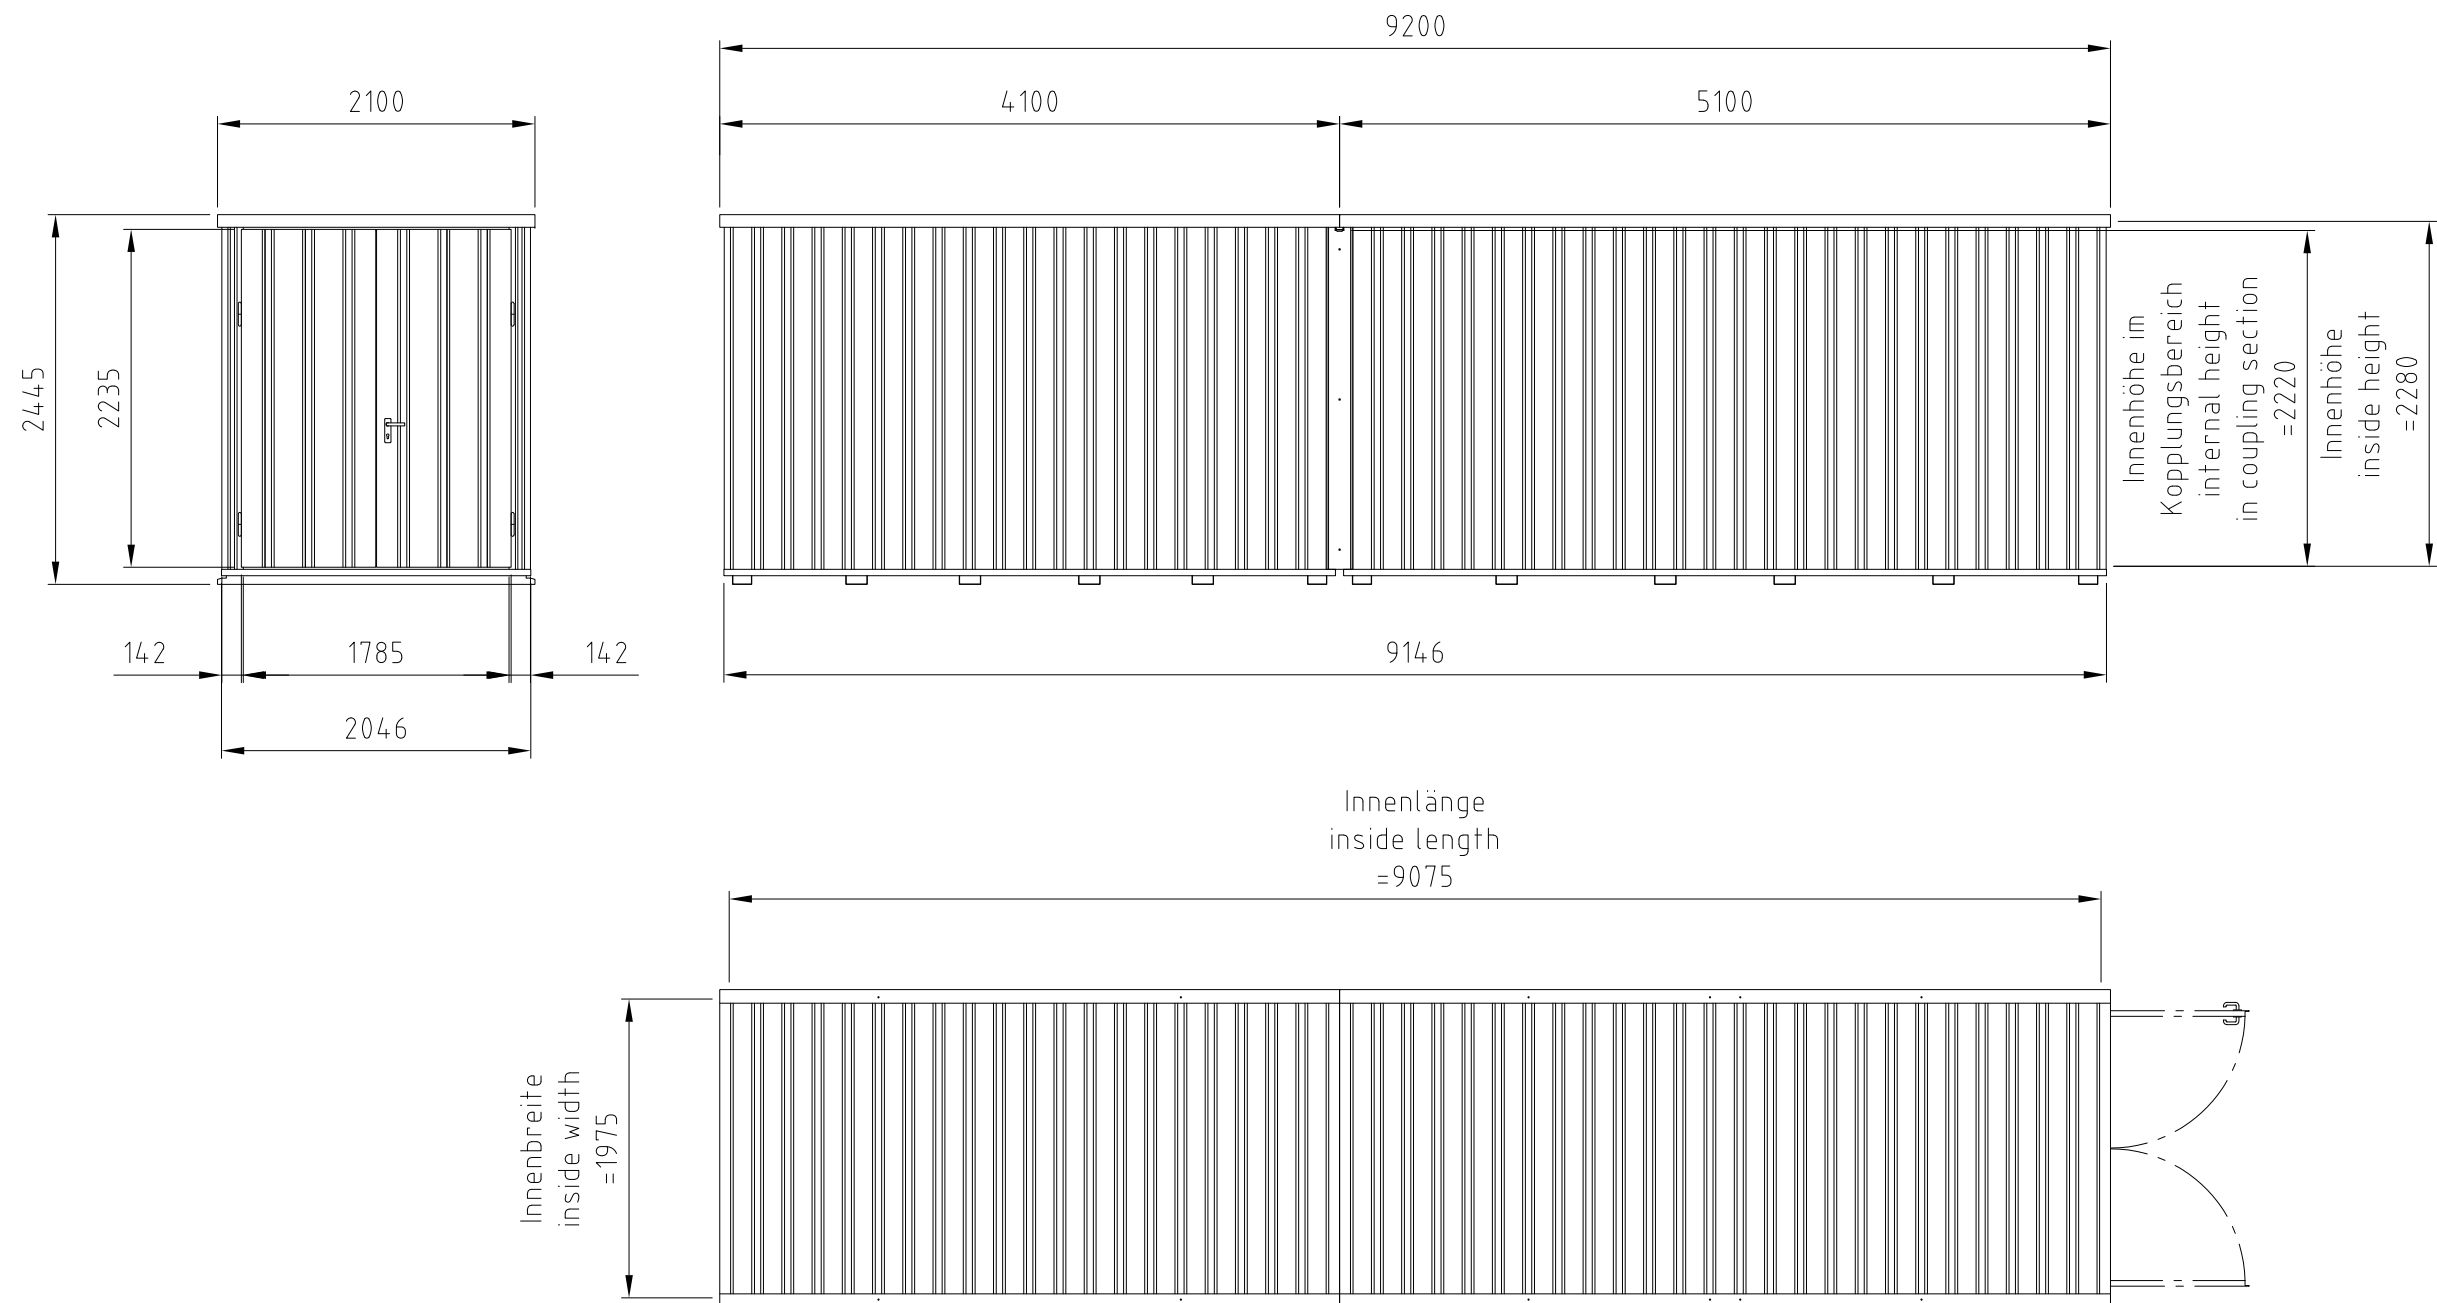 9200
2100
4100
5100
2445
2235
Innenhöhe im
Kopplungsbereich
internal height
in coupling section
=2220
Innenhöhe
inside height
=2280
142
1785
142
9146
2046
Innenlänge
inside length
=9075
Innenbreite
inside width
=1975